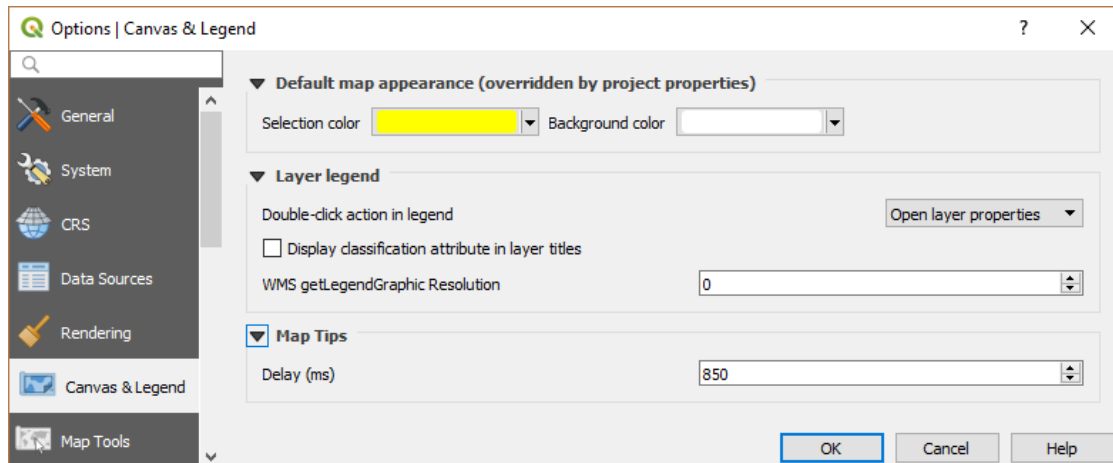 Options | Canvas & Legend
?
General
System
CRS
Data Sources
Rendering
Canvas & Legend
Map Tools
Default map appearance (overridden by project properties)
Selection color Background color
Layer legend
Double-click action in legend Open layer properties
Display classification attribute in layer titles
WMS getLegendGraphic Resolution 0
Map Tips
Delay (ms) 850
OK Cancel Help